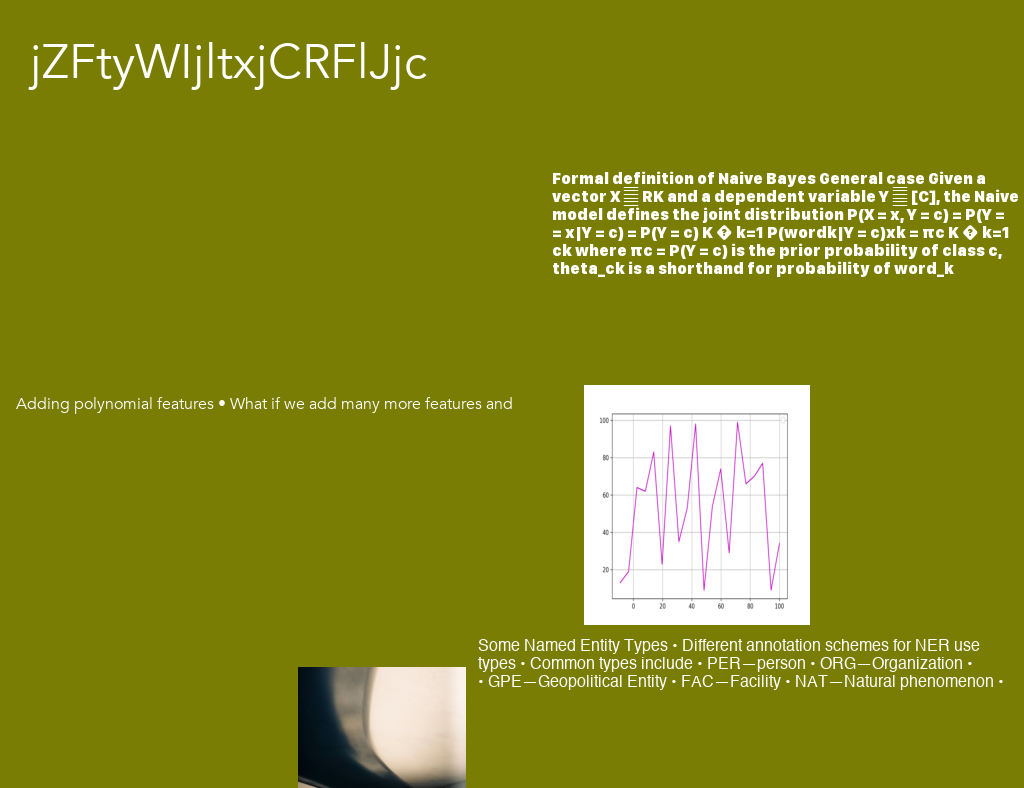 jZFtyWIjltxjCRFlJjc
Formal definition of Naive Bayes General case Given a
vector X RK and a dependent variable Y [C], the Naive
model defines the joint distribution P(X = x, Y = c) = P(Y =
= x|Y = c) = P(Y = c) K � k=1 P(wordk|Y = c)xk = πc K � k=1
ck where πc = P(Y = c) is the prior probability of class c,
theta_ck is a shorthand for probability of word_k
Adding polynomial features • What if we add many more features and
100
80
60
40
20
0 20 40 60 80 100
Some Named Entity Types • Different annotation schemes for NER use
types • Common types include • PER—person • ORG—Organization •
• GPE—Geopolitical Entity • FAC—Facility • NAT—Natural phenomenon •